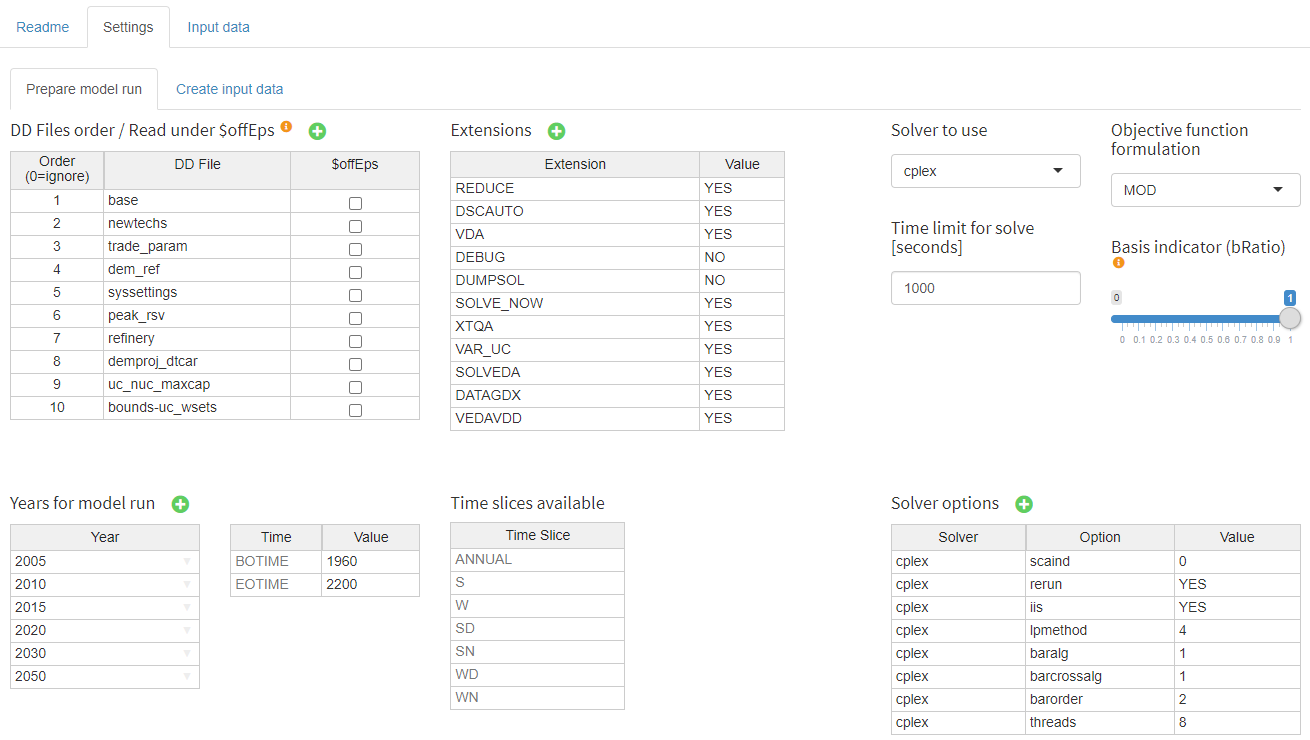 Readme Settings Input data
Prepare model run Create input data
DD Files order / Read under $offEps
Order
(0=ignore) DD File $offEps
1 base
2 newtechs
3 trade_param
4 dem_ref
5 syssettings
6 peak_rsv
7 refinery
8 demproj_dtcar
9 uc_nuc_maxcap
10 bounds-uc_wsets
Extensions
Extension Value
REDUCE YES
DSCAUTO YES
VDA YES
DEBUG NO
DUMPSOL NO
SOLVE_NOW YES
XTQA YES
VAR_UC YES
SOLVEDA YES
DATAGDX YES
VEDAVDD YES
Solver to use
cplex
Time limit for solve
[seconds]
1000
Objective function
formulation
MOD
Basis indicator (bRatio)
0 1
0 0.1 0.2 0.3 0.4 0.5 0.6 0.7 0.8 0.9 1
Years for model run
Year
2005
2010
2015
2020
2030
2050
Time Value
BOTIME 1960
EOTIME 2200
Time slices available
Time Slice
ANNUAL
S
W
SD
SN
WD
WN
Solver options
Solver Option Value
cplex scaind 0
cplex rerun YES
cplex iis YES
cplex lpmethod 4
cplex baralg 1
cplex barcrossalg 1
cplex barorder 2
cplex threads 8